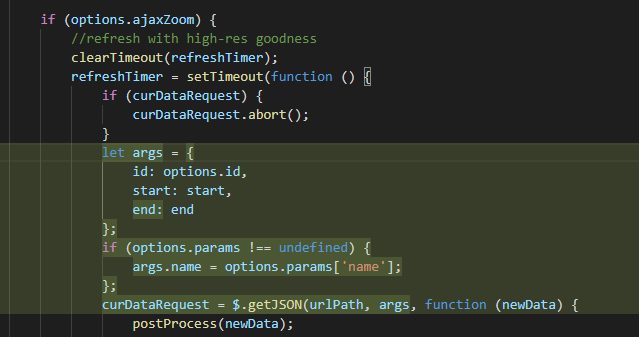 if (options.ajaxZoom) {
    //refresh with high-res goodness
    clearTimeout(refreshTimer);
    refreshTimer = setTimeout(function () {
        if (curDataRequest) {
            curDataRequest.abort();
        }
        let args = {
            id: options.id,
            start: start,
            end: end
        };
        if (options.params !== undefined) {
            args.name = options.params['name'];
        };
        curDataRequest = $.getJSON(urlPath, args, function (newData) {
            postProcess(newData);